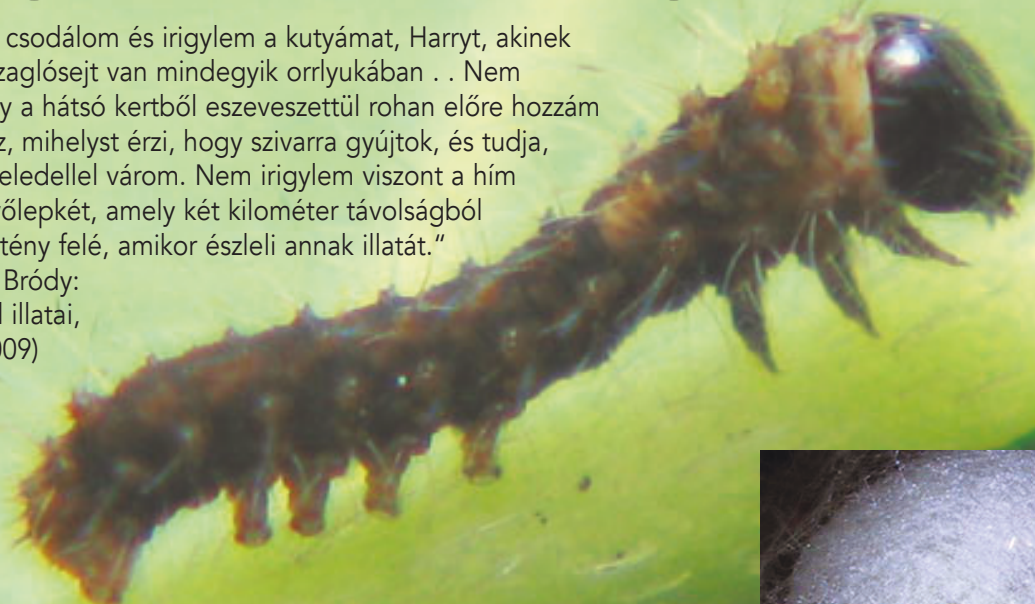 csodálom és irigylem a kutyámat, Harryt, akinek
zaglósejt van mindegyik orrlyukában . . Nem
y a hátsó kertből eszeveszettül rohan előre hozzám
z, mihelyst érzi, hogy szivarra gyújtok, és tudja,
eledellel várom. Nem irigylem viszont a hím
őlepkét, amely két kilométer távolságból
tény felé, amikor észleli annak illatát.“
Bródy:
illatai,
09)